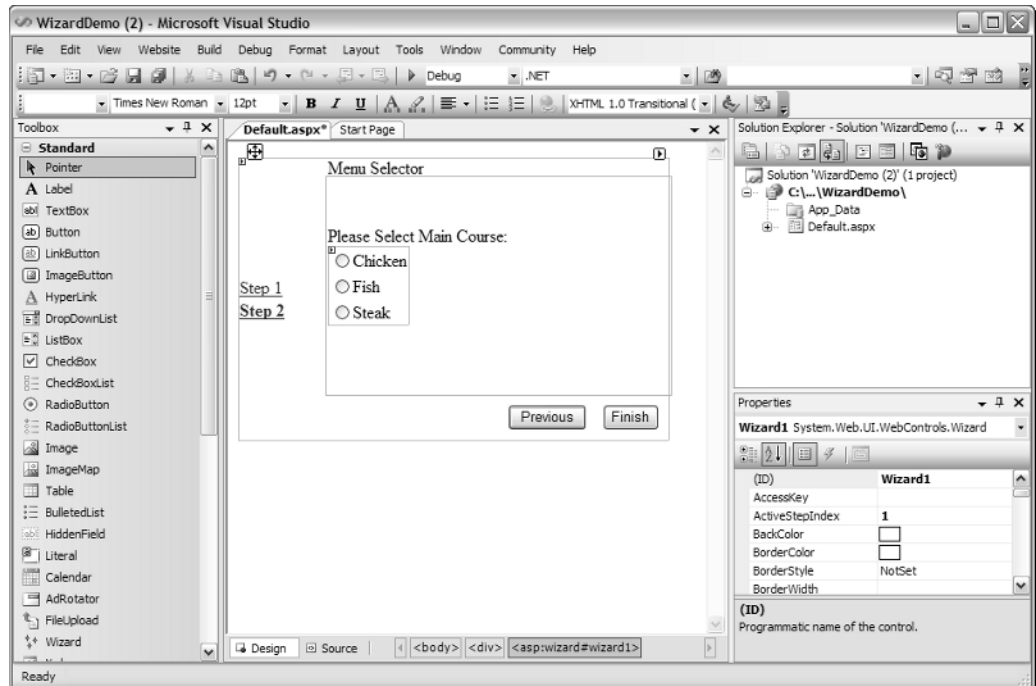 WizardDemo (2) - Microsoft Visual Studio
File Edit View Website Build Debug Format Layout Tools Window Community Help
Debug .NET
Times New Roman 12pt B I U A XHTML 1.0 Transitional (
Toolbox
Standard
Pointer
A Label
abl TextBox
ab Button
ab LinkButton
ImageButton
A HyperLink
DropDownList
ListBox
CheckBox
CheckBoxList
RadioButton
RadioButtonList
Image
ImageMap
Table
BulletedList
abl HiddenField
Literal
Calendar
AdRotator
FileUpload
Wizard
Default.aspx* Start Page
Menu Selector
Please Select Main Course:
Chicken
Fish
Steak
Step 1
Step 2
Previous Finish
Design Source <body> <div> <asp:wizard#wizard1>
Solution Explorer - Solution 'WizardDemo (...
Solution 'WizardDemo (2)' (1 project)
C:\...\WizardDemo\
App_Data
Default.aspx
Properties
Wizard1 System.Web.UI.WebControls.Wizard
(ID) Wizard1
AccessKey
ActiveStepIndex 1
BackColor
BorderColor
BorderStyle NotSet
BorderWidth
(ID)
Programmatic name of the control.
Ready